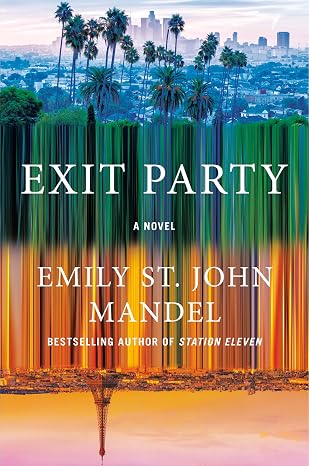 EXIT PARTY
A NOVEL
EMILY ST. JOHN
MANDEL
BESTSELLING AUTHOR OF STATION ELEVEN